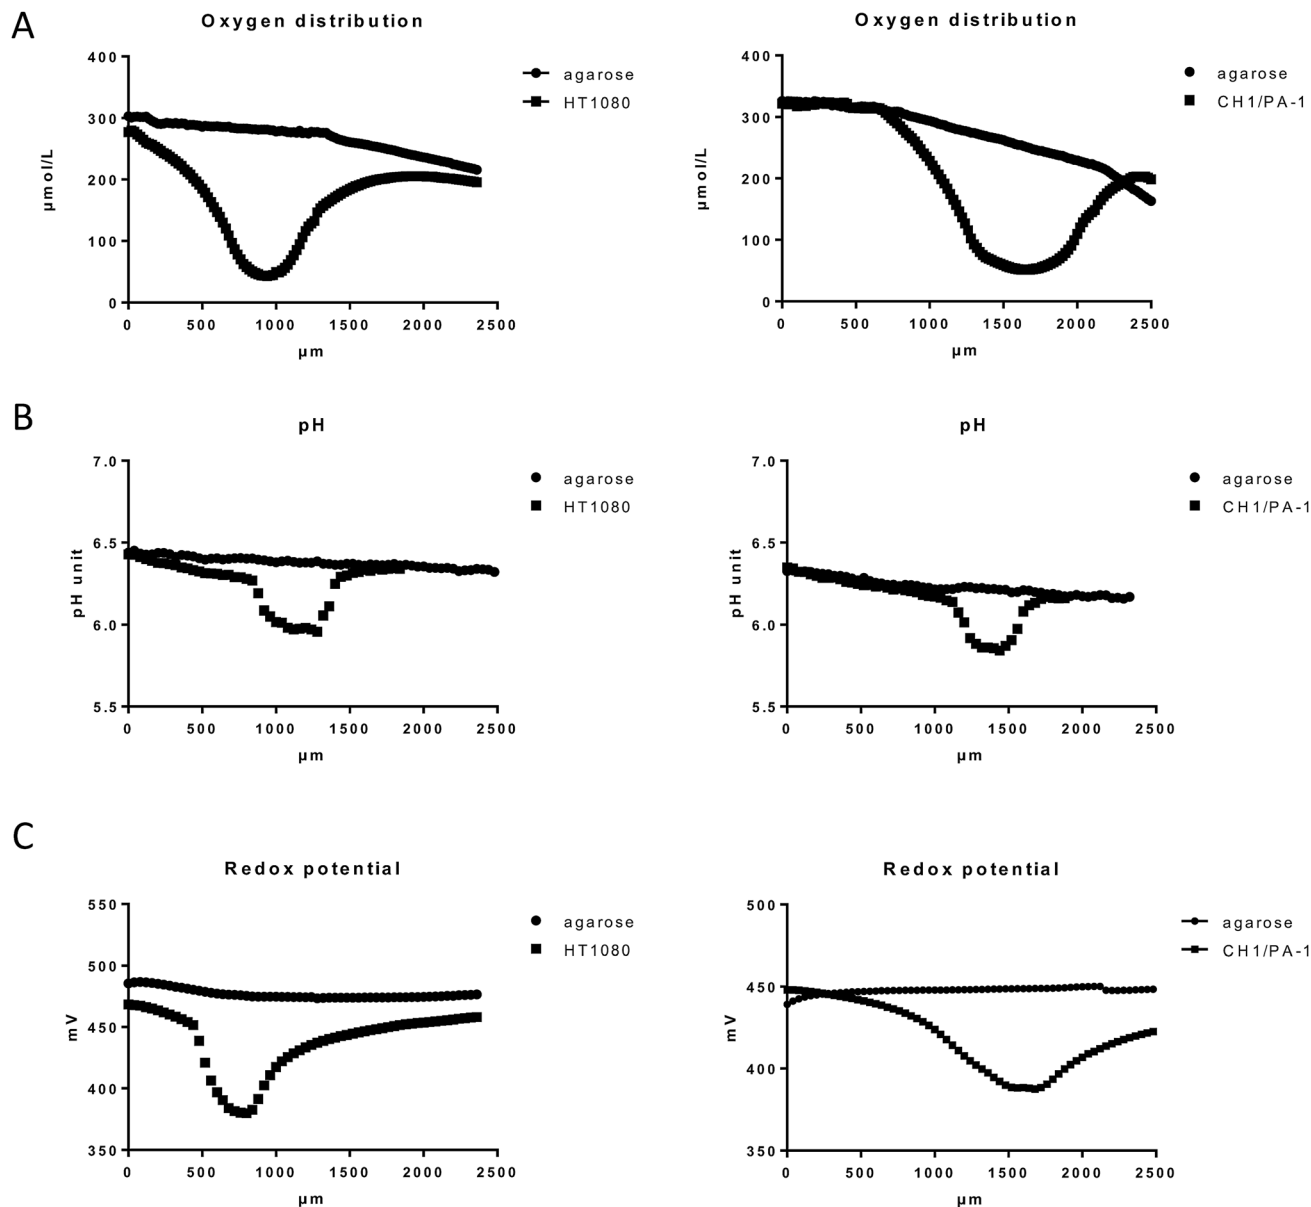 A
Oxygen distribution
400
300
200
100
0
µmol/L
0 500 1000 1500 2000 2500
µm
agarose
HT1080
Oxygen distribution
400
300
200
100
0
µmol/L
0 500 1000 1500 2000 2500
µm
agarose
CH1/PA-1
B
pH
7.0
6.5
6.0
5.5
pH unit
0 500 1000 1500 2000 2500
µm
agarose
HT1080
pH
7.0
6.5
6.0
5.5
pH unit
0 500 1000 1500 2000 2500
µm
agarose
CH1/PA-1
C
Redox potential
550
500
450
400
350
mV
0 500 1000 1500 2000 2500
µm
agarose
HT1080
Redox potential
500
450
400
350
mV
0 500 1000 1500 2000 2500
µm
agarose
CH1/PA-1